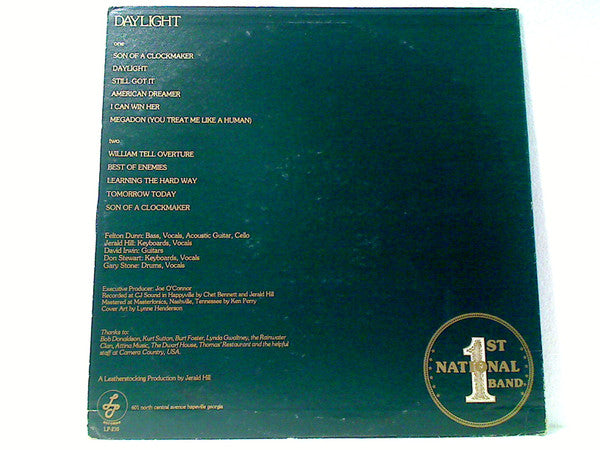 DAYLIGHT
one
SON OF A CLOCKMAKER
DAYLIGHT
STILL GOT IT
AMERICAN DREAMER
I CAN WIN HER
MEGADON (YOU TREAT ME LIKE A HUMAN)
two
WILLIAM TELL OVERTURE
BEST OF ENEMIES
LEARNING THE HARD WAY
TOMORROW TODAY
SON OF A CLOCKMAKER
Felton Dunn: Bass, Vocals, Acoustic Guitar, Cello
Jerald Hill: Keyboards, Vocals
David Irwin: Guitars
Don Stewart: Keyboards, Vocals
Gary Stone: Drums, Vocals
Executive Producer: Joe O'Connor
Recorded at CJ Sound in Happyville by Chet Bennett and Jerald Hill
Mastered at Masterfonics, Nashville, Tennessee by Ken Perry
Cover Art by Lynne Henderson
Thanks to:
Bob Donaldson, Kurt Sutton, Burt Foster, Lynda Gwaltney, the Rainwater
Clan, Attina Music, The Dwarf House, Thomas' Restaurant and the helpful
staff at Camera Country, USA.
A Leatherstocking Production by Jerald Hill
601 north central avenue hapeville georgia
LP-236
1ST
NATIONAL
BAND